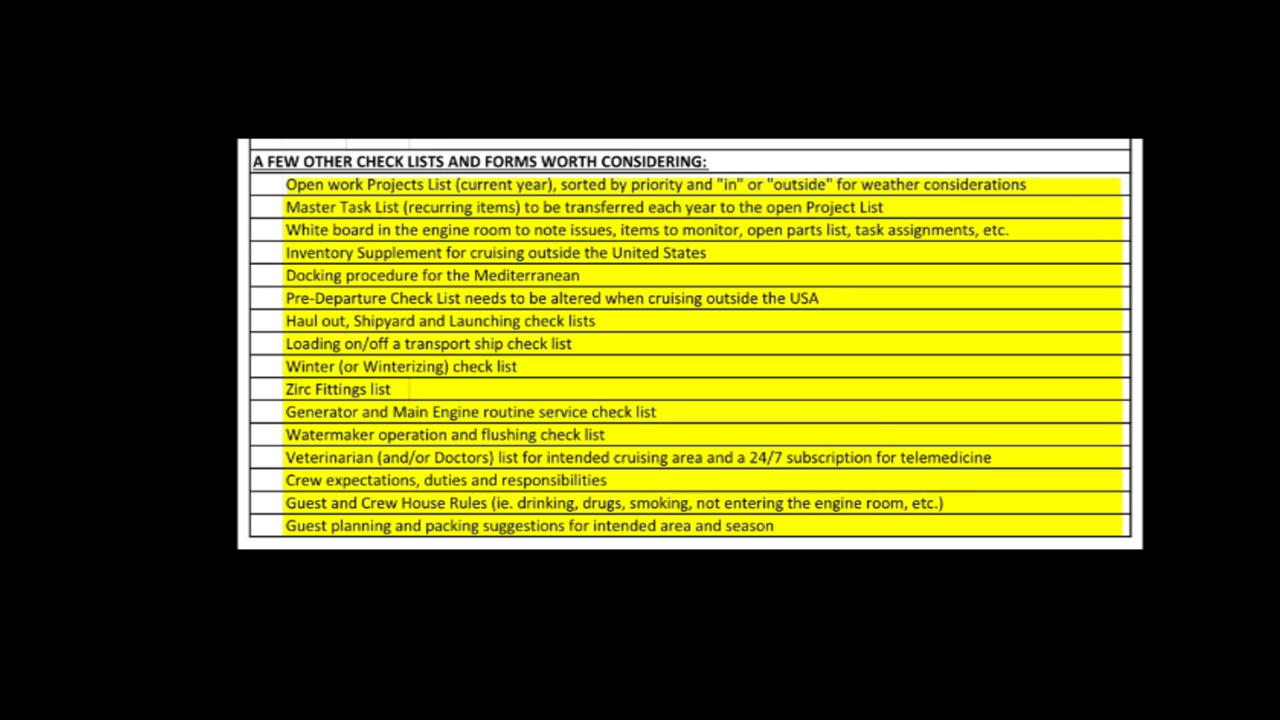 A FEW OTHER CHECK LISTS AND FORMS WORTH CONSIDERING:
Open work Projects List (current year), sorted by priority and "in" or "outside" for weather considerations
Master Task List (recurring items) to be transferred each year to the open Project List
White board in the engine room to note issues, items to monitor, open parts list, task assignments, etc.
Inventory Supplement for cruising outside the United States
Docking procedure for the Mediterranean
Pre-Departure Check List needs to be altered when cruising outside the USA
Haul out, Shipyard and Launching check lists
Loading on/off a transport ship check list
Winter (or Winterizing) check list
Zirc Fittings list
Generator and Main Engine routine service check list
Watermaker operation and flushing check list
Veterinarian (and/or Doctors) list for intended cruising area and a 24/7 subscription for telemedicine
Crew expectations, duties and responsibilities
Guest and Crew House Rules (ie. drinking, drugs, smoking, not entering the engine room, etc.)
Guest planning and packing suggestions for intended area and season